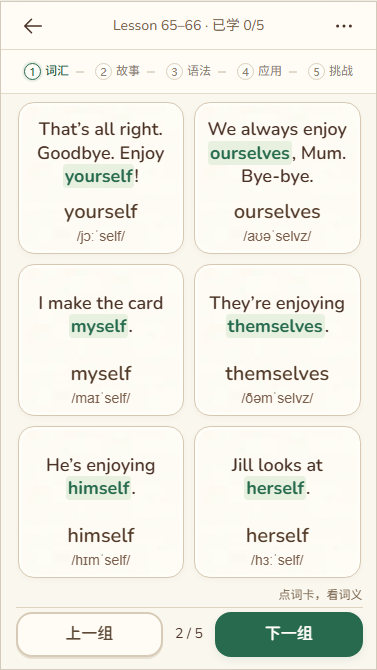 Lesson 65–66 · 已学 0/5
1 词汇 – 2 故事 – 3 语法 – 4 应用 – 5 挑战
That's all right.
Goodbye. Enjoy
yourself!
yourself
/jɔːˈself/
We always enjoy
ourselves, Mum.
Bye-bye.
ourselves
/aʊəˈselvz/
I make the card
myself.
myself
/maɪˈself/
They're enjoying
themselves.
themselves
/ðəmˈselvz/
He's enjoying
himself.
himself
/hɪmˈself/
Jill looks at
herself.
herself
/hɜːˈself/
点词卡，看词义
上一组
2 / 5
下一组